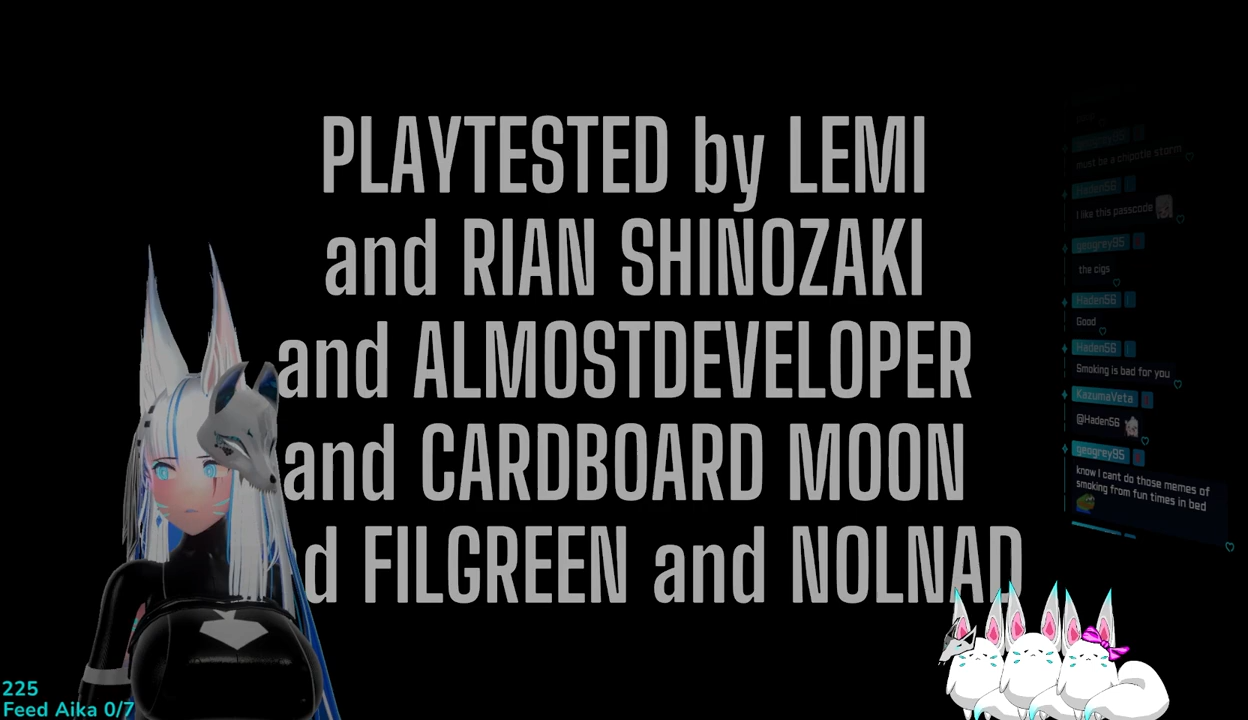 PLAYTESTED by LEMI
and RIAN SHINOZAKI
and ALMOSTDEVELOPER
and CARDBOARD MOON
d FILGREEN and NOLNAD
must be a chipotle storm
Haden56
I like this passcode
geogrey95
the cigs
Haden56
Good
Haden56
Smoking is bad for you
KazumaVeta
@Haden56
geogrey95
know I cant do those memes of
smoking from fun times in bed
225
Feed Aika 0/7